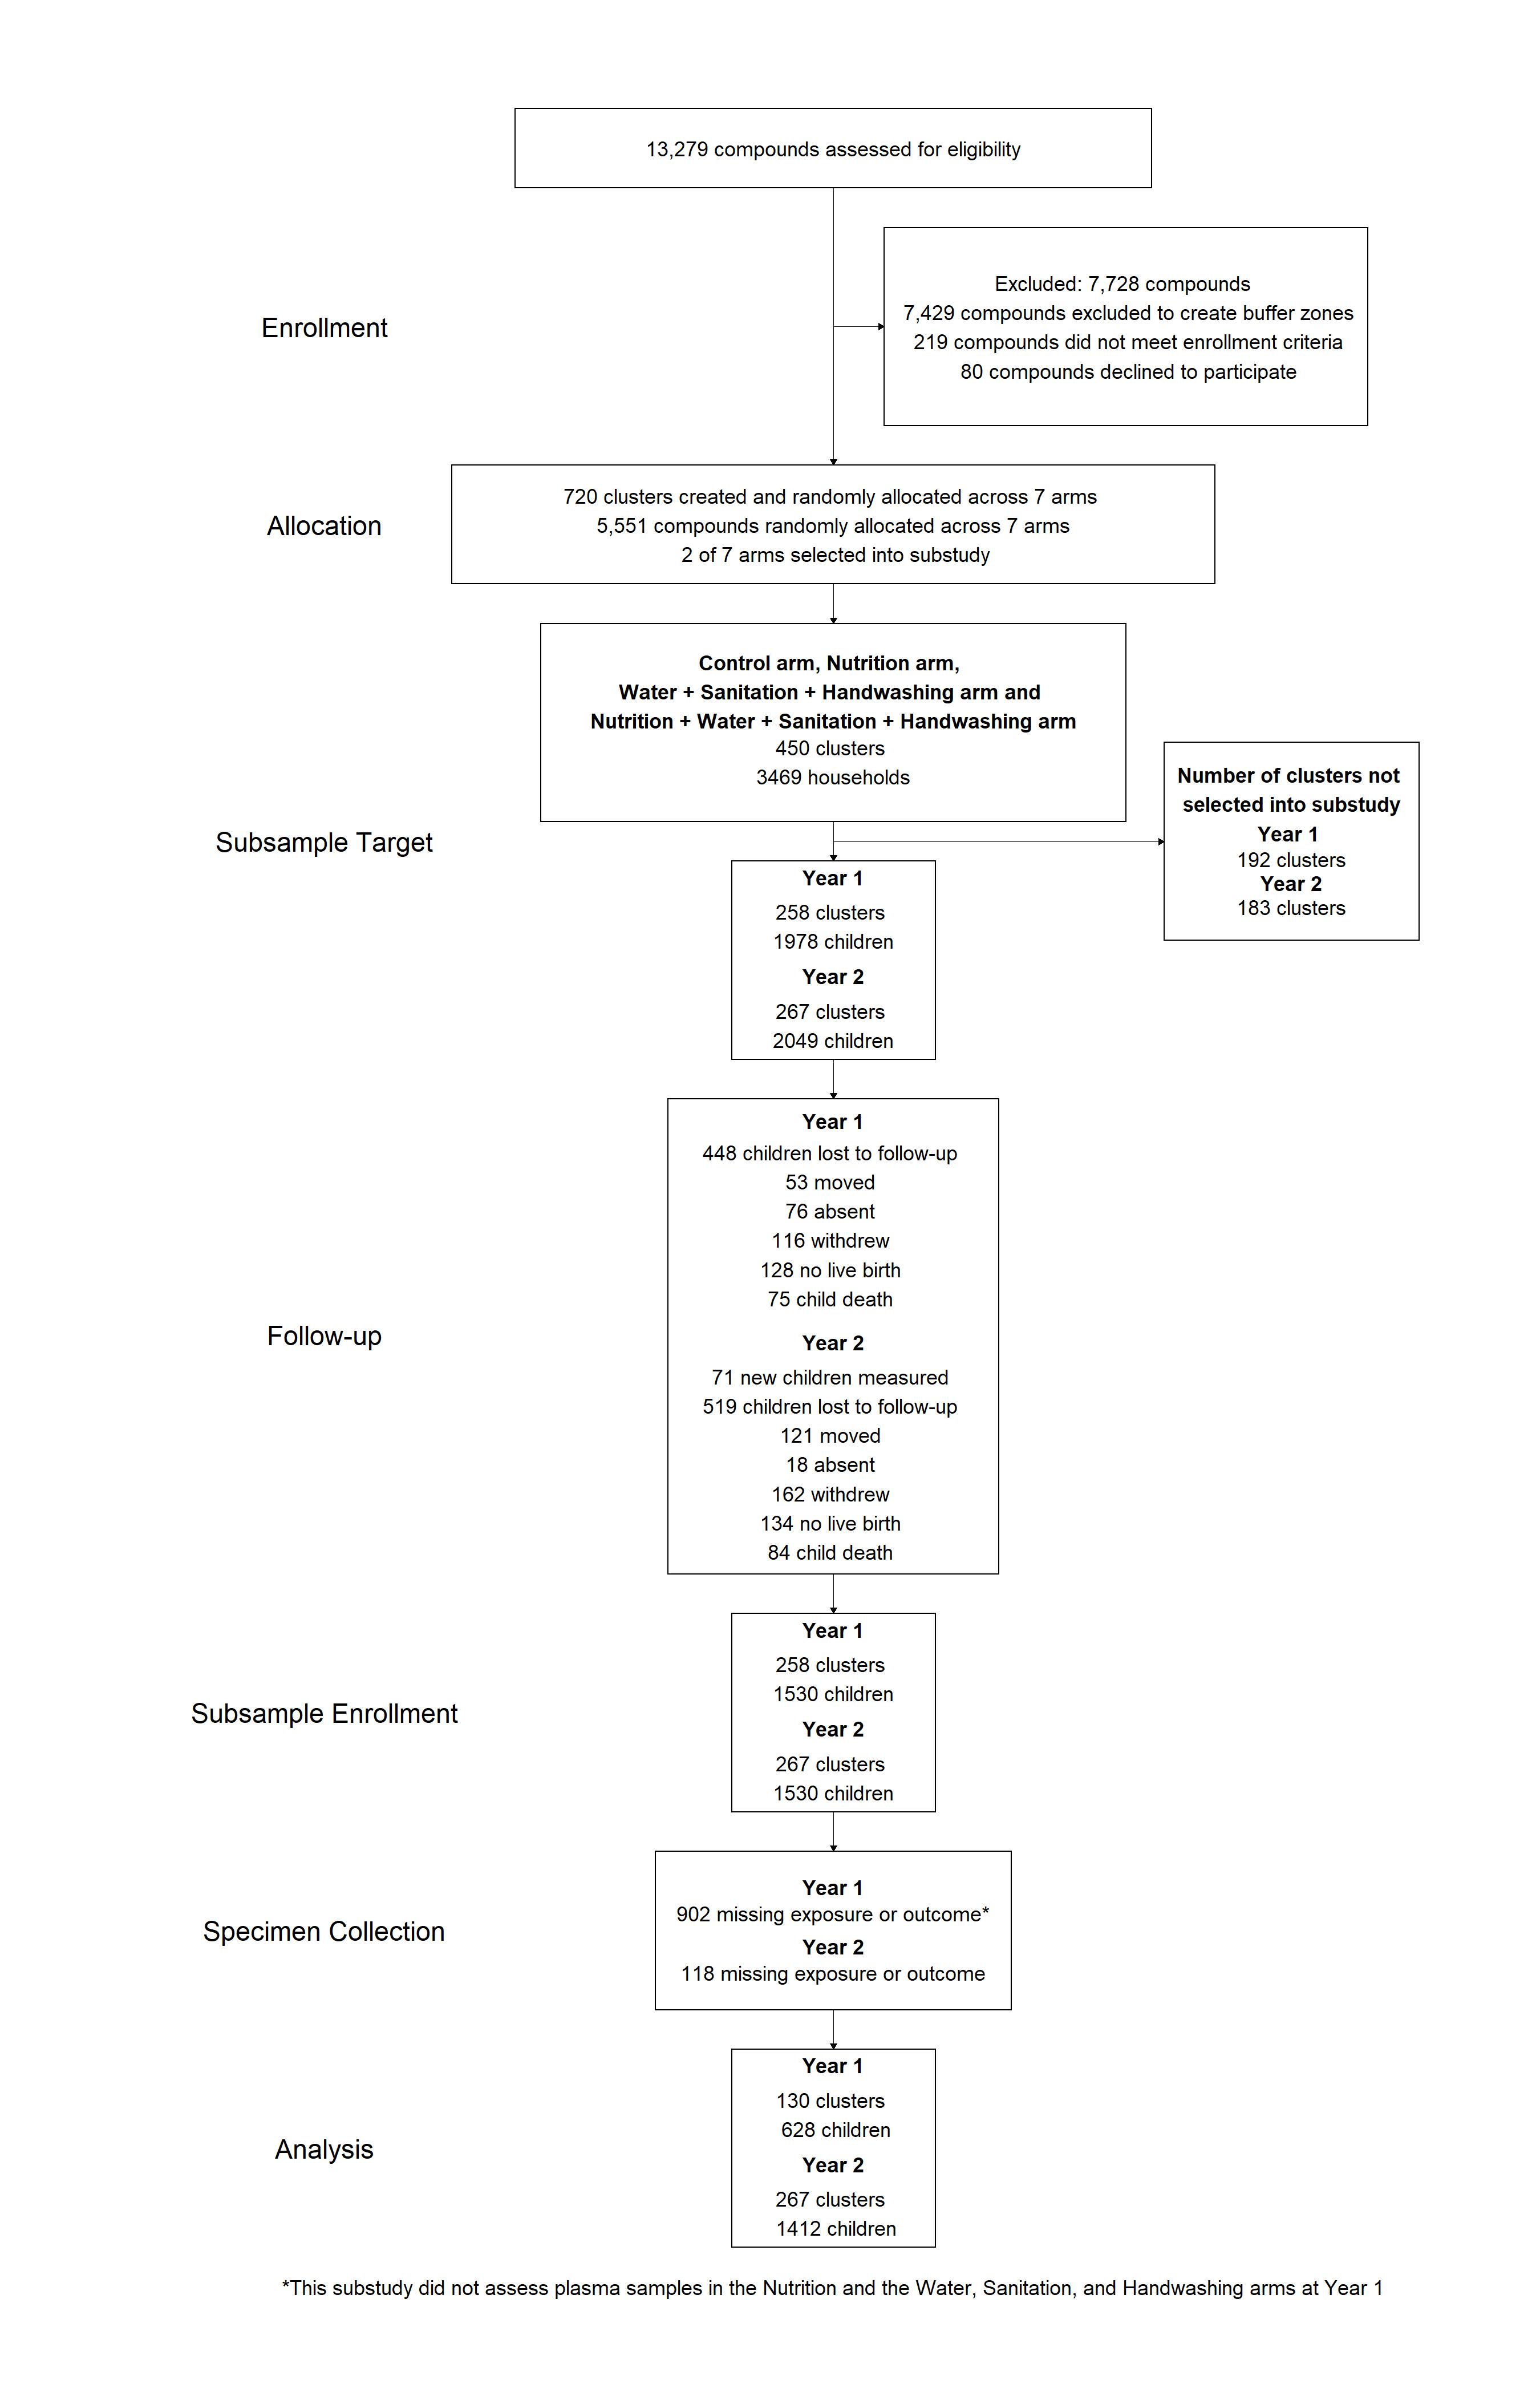 13,279 compounds assessed for eligibility
Enrollment
Excluded: 7,728 compounds
7,429 compounds excluded to create buffer zones
219 compounds did not meet enrollment criteria
80 compounds declined to participate
Allocation
720 clusters created and randomly allocated across 7 arms
5,551 compounds randomly allocated across 7 arms
2 of 7 arms selected into substudy
Control arm, Nutrition arm,
Water + Sanitation + Handwashing arm and
Nutrition + Water + Sanitation + Handwashing arm
450 clusters
3469 households
Number of clusters not
selected into substudy
Year 1
192 clusters
Year 2
183 clusters
Subsample Target
Year 1
258 clusters
1978 children
Year 2
267 clusters
2049 children
Follow-up
Year 1
448 children lost to follow-up
53 moved
76 absent
116 withdrew
128 no live birth
75 child death
Year 2
71 new children measured
519 children lost to follow-up
121 moved
18 absent
162 withdrew
134 no live birth
84 child death
Subsample Enrollment
Year 1
258 clusters
1530 children
Year 2
267 clusters
1530 children
Specimen Collection
Year 1
902 missing exposure or outcome*
Year 2
118 missing exposure or outcome
Analysis
Year 1
130 clusters
628 children
Year 2
267 clusters
1412 children
*This substudy did not assess plasma samples in the Nutrition and the Water, Sanitation, and Handwashing arms at Year 1